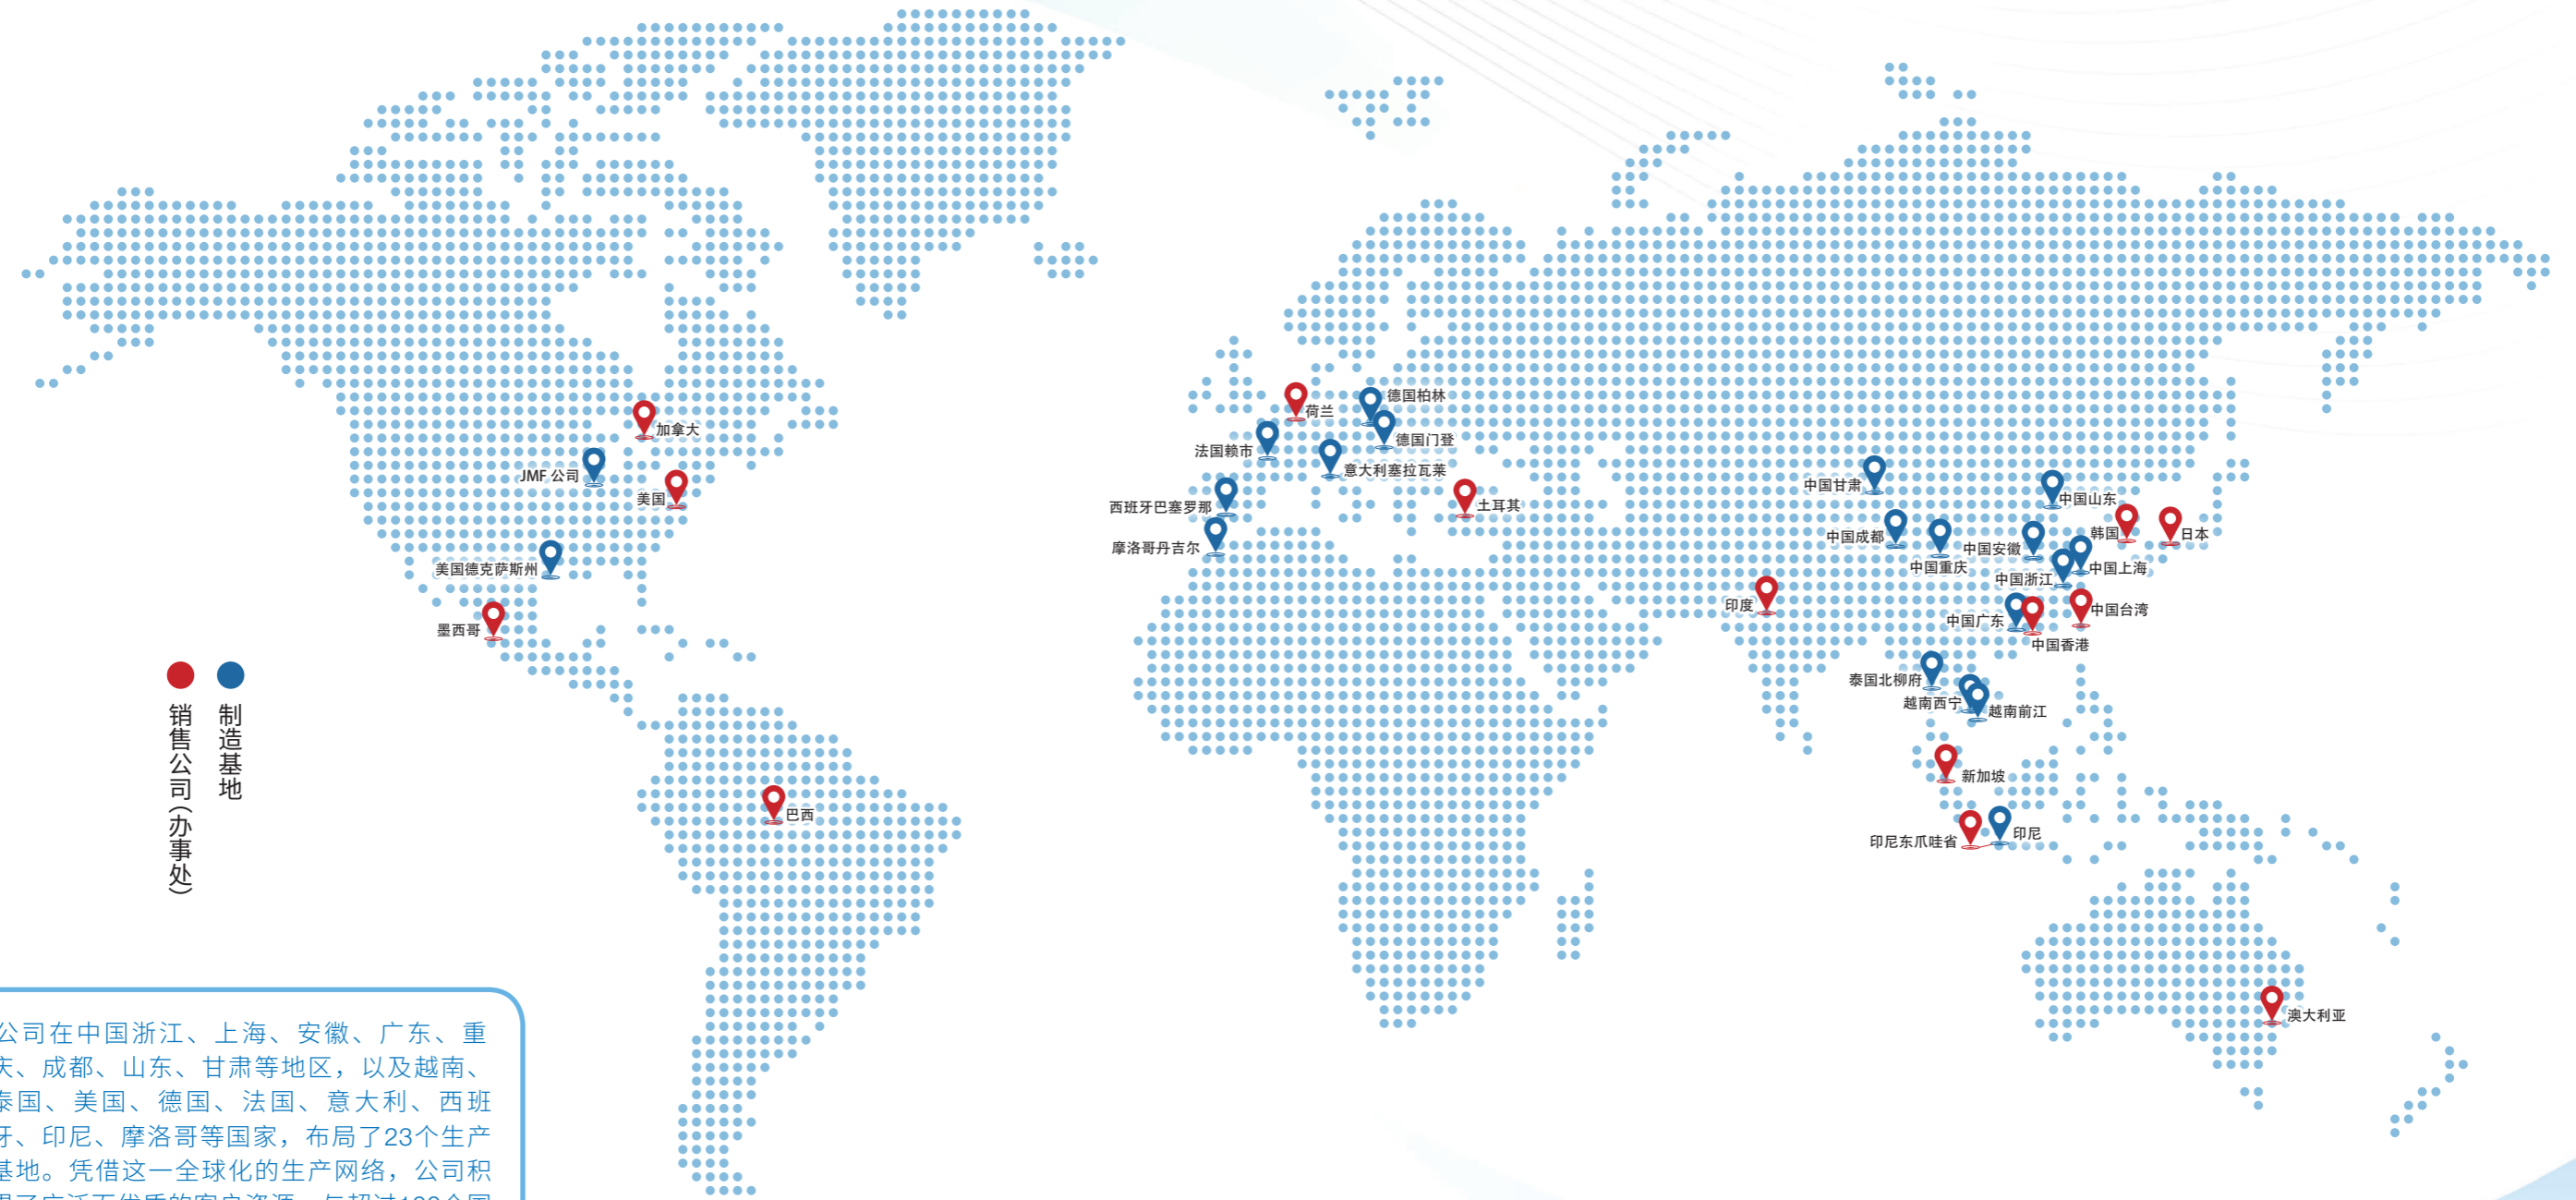 加拿大
JMF 公司
美国
美国德克萨斯州
墨西哥
巴西
荷兰
德国柏林
德国门登
法国赖市
意大利塞拉瓦莱
西班牙巴塞罗那
土耳其
摩洛哥丹吉尔
中国甘肃
中国山东
中国成都
中国重庆
中国安徽
韩国
日本
中国浙江
中国上海
印度
中国广东
中国台湾
中国香港
泰国北柳府
越南西宁
越南前江
新加坡
印尼东爪哇省
印尼
澳大利亚
制造基地
销售公司(办事处)
公司在中国浙江、上海、安徽、广东、重
庆、成都、山东、甘肃等地区，以及越南、
泰国、美国、德国、法国、意大利、西班
牙、印尼、摩洛哥等国家，布局了23个生产
基地。凭借这一全球化的生产网络，公司积